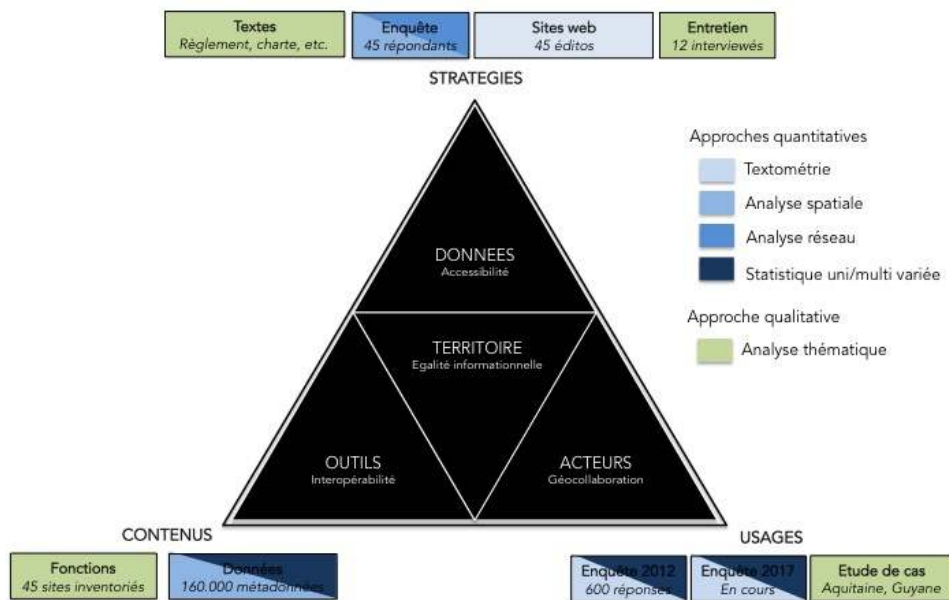 Textes
Règlement, charte, etc.
Enquête
45 répondants
Sites web
45 éditos
Entretien
12 interviewés
STRATEGIES
Approches quantitatives
Textométrie
Analyse spatiale
Analyse réseau
Statistique uni/multi variée
Approche qualitative
Analyse thématique
DONNEES
Accessibilité
TERRITOIRE
Egalité informationnelle
OUTILS
Interopérabilité
ACTEURS
Géocollaboration
CONTENUS
USAGES
Fonctions
45 sites inventoriés
Données
160.000 métadonnées
Enquête 2012
600 réponses
Enquête 2017
En cours
Etude de cas
Aquitaine, Guyane